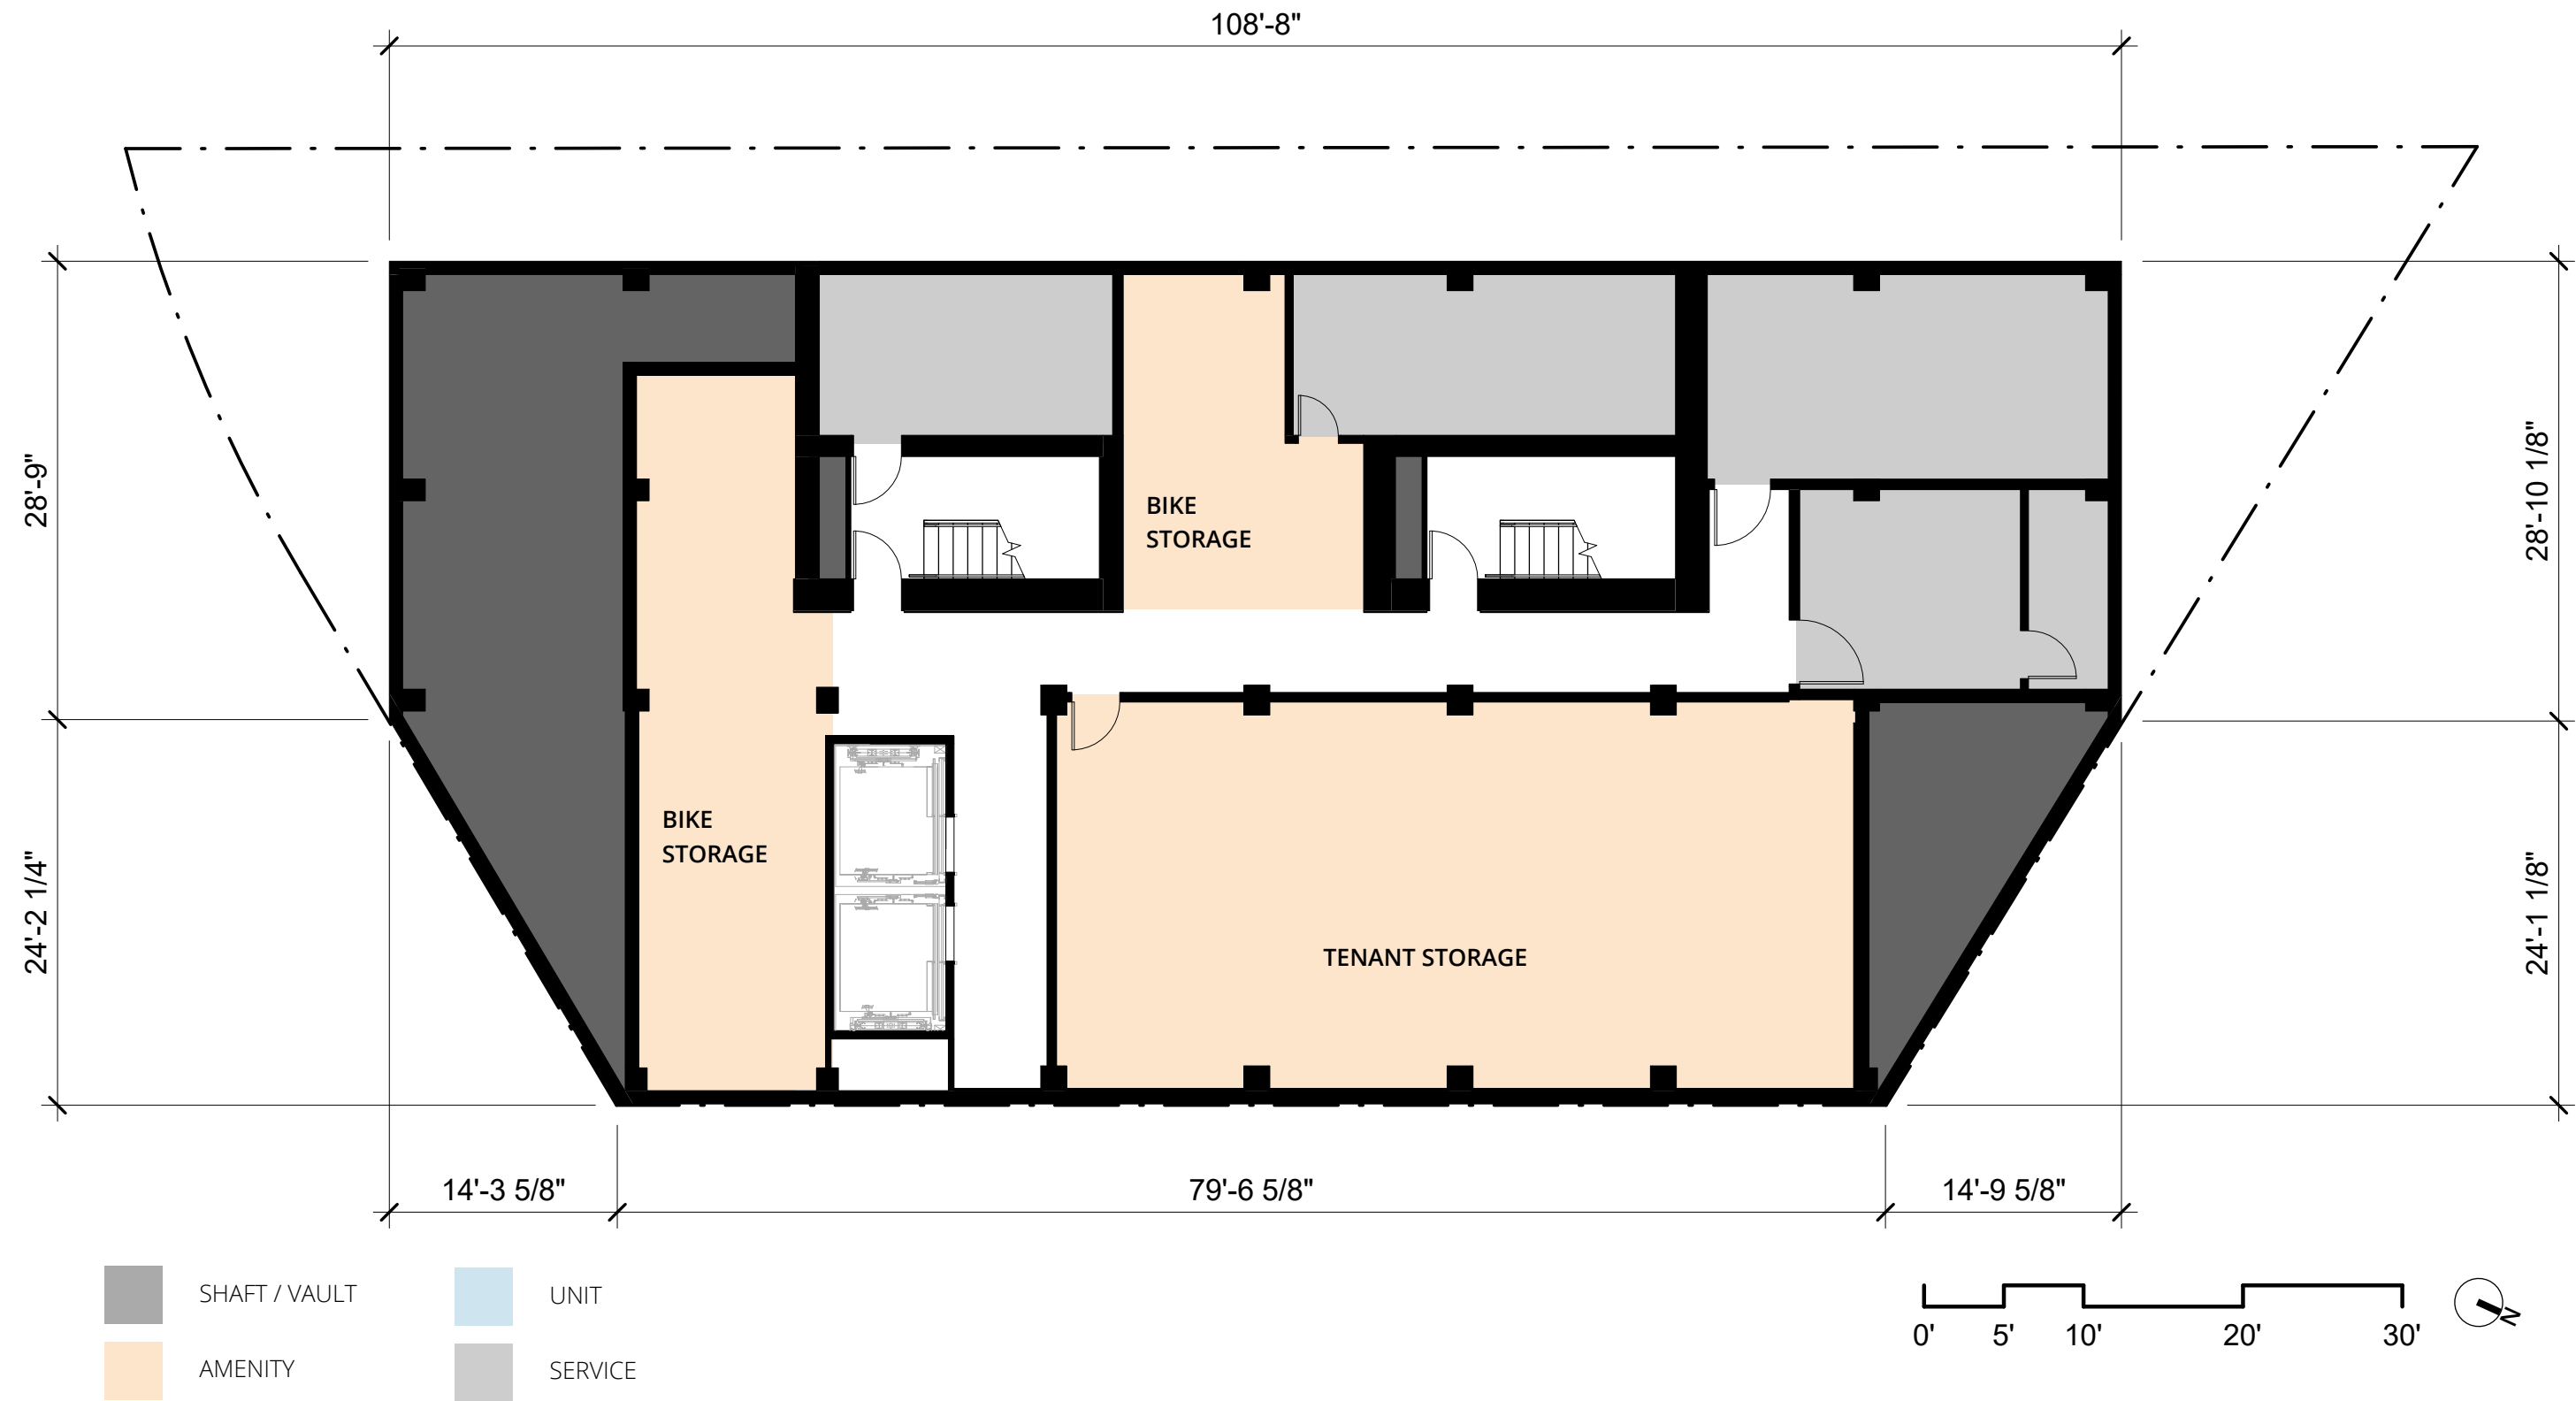 108'-8"
28'-9"
28'-10 1/8"
BIKE
STORAGE
BIKE
STORAGE
24'-2 1/4"
24'-1 1/8"
TENANT STORAGE
14'-3 5/8"
79'-6 5/8"
14'-9 5/8"
SHAFT / VAULT
UNIT
AMENITY
SERVICE
0' 5' 10' 20' 30'
N